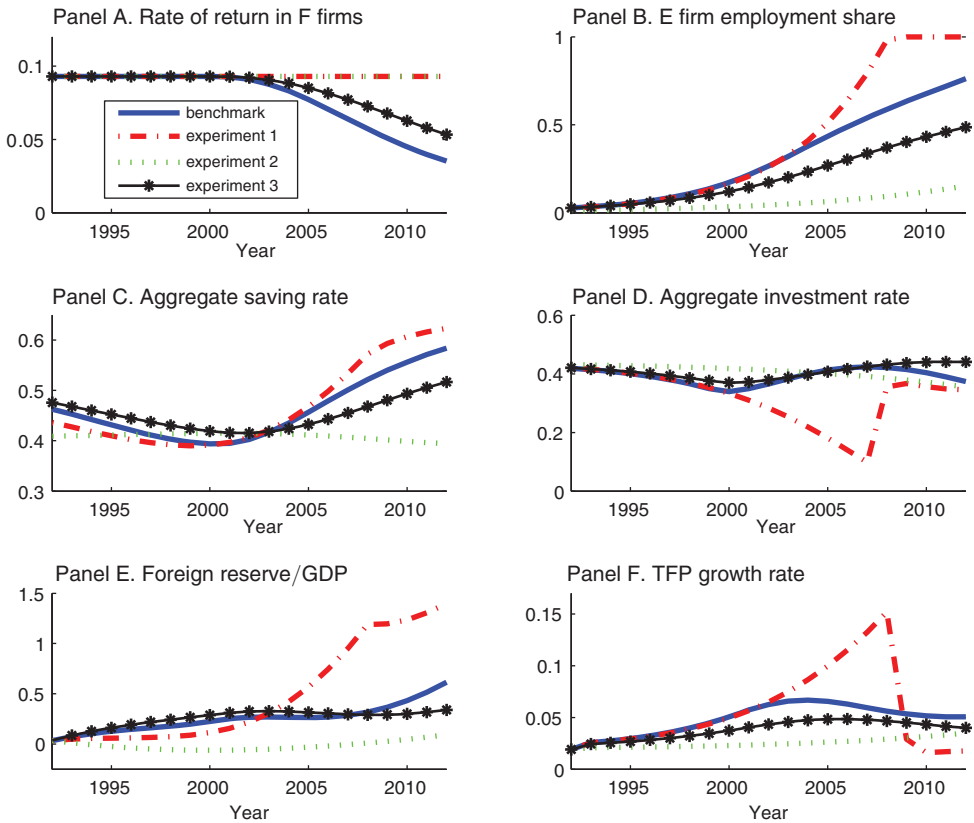 Panel A. Rate of return in F firms
0.1
0.05
0
benchmark
experiment 1
experiment 2
experiment 3
1995 2000 2005 2010
Year
Panel B. E firm employment share
1
0.5
0
1995 2000 2005 2010
Year
Panel C. Aggregate saving rate
0.6
0.5
0.4
0.3
1995 2000 2005 2010
Year
Panel D. Aggregate investment rate
0.6
0.4
0.2
0
1995 2000 2005 2010
Year
Panel E. Foreign reserve/GDP
1.5
1
0.5
0
1995 2000 2005 2010
Year
Panel F. TFP growth rate
0.15
0.1
0.05
0
1995 2000 2005 2010
Year